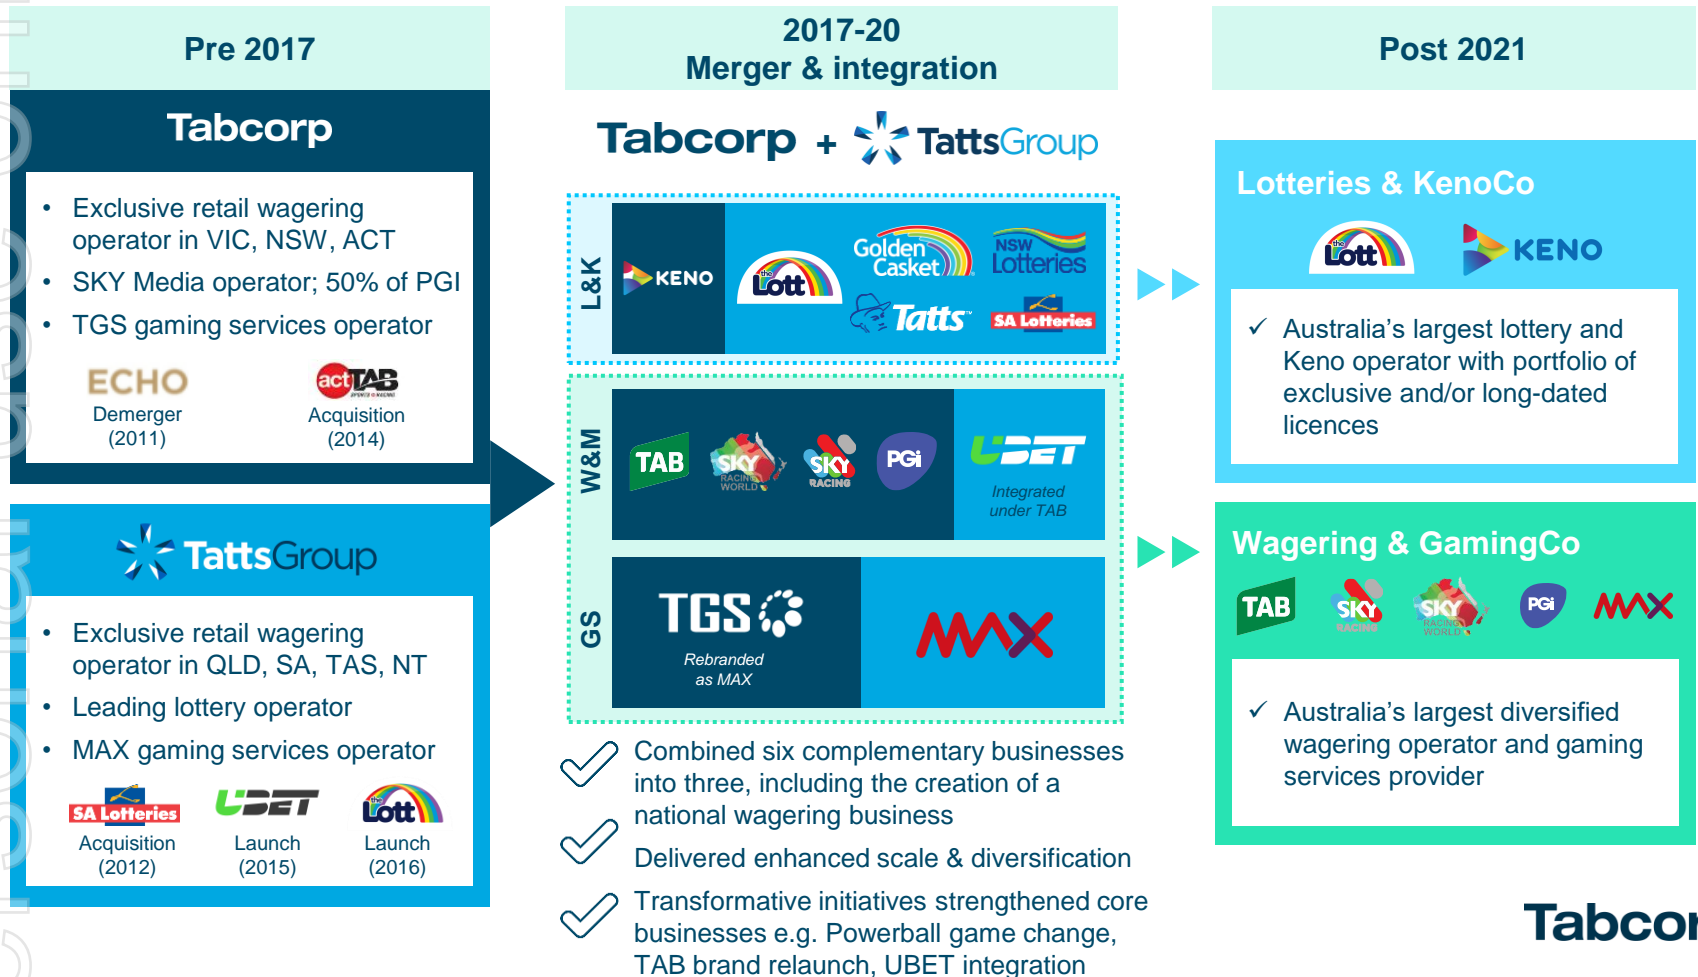 Pre 2017
Tabcorp
• Exclusive retail wagering
operator in VIC, NSW, ACT
• SKY Media operator; 50% of PGI
• TGS gaming services operator
ECHO
Demerger
(2011)
actTAB
Acquisition
(2014)
TattsGroup
• Exclusive retail wagering
operator in QLD, SA, TAS, NT
• Leading lottery operator
• MAX gaming services operator
SA Lotteries
Acquisition
(2012)
UBET
Launch
(2015)
the Lott
Launch
(2016)
2017-20
Merger & integration
Tabcorp + TattsGroup
L&K
KENO
the Lott
Golden
Casket
NSW
Lotteries
Tatts™
SA Lotteries
W&M
TAB
SKY
RACING
WORLD
SKY
RACING
PGi
UBET
Integrated
under TAB
GS
TGS
Rebranded
as MAX
MAX
✓ Combined six complementary businesses
into three, including the creation of a
national wagering business
✓ Delivered enhanced scale & diversification
✓ Transformative initiatives strengthened core
businesses e.g. Powerball game change,
TAB brand relaunch, UBET integration
Post 2021
Lotteries & KenoCo
the Lott
KENO
✓ Australia’s largest lottery and
Keno operator with portfolio of
exclusive and/or long-dated
licences
Wagering & GamingCo
TAB
SKY
RACING
SKY
RACING
WORLD
PGi
MAX
✓ Australia’s largest diversified
wagering operator and gaming
services provider
Tabcor